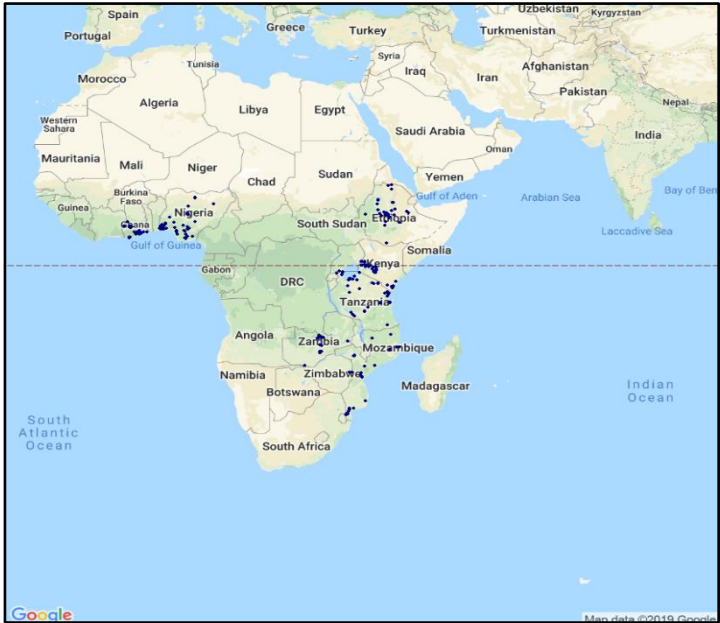 Spain
Portugal
Greece
Turkey
Uzbekistan
Kyrgyzstan
Turkmenistan
Tunisia
Syria
Iraq
Iran
Afghanistan
Pakistan
Nepal
Morocco
Algeria
Libya
Egypt
Western
Sahara
Saudi Arabia
Oman
India
Mauritania
Mali
Niger
Chad
Sudan
Yemen
Gulf of Aden
Arabian Sea
Bay of Ben
Laccadive Sea
Guinea
Burkina
Faso
Ghana
Nigeria
Gulf of Guinea
South Sudan
Ethiopia
Somalia
Gabon
DRC
Kenya
Tanzania
Angola
Zambia
Mozambique
Namibia
Zimbabwe
Botswana
Madagascar
South Africa
South
Atlantic
Ocean
Indian
Ocean
Google
Map data ©2019 Google